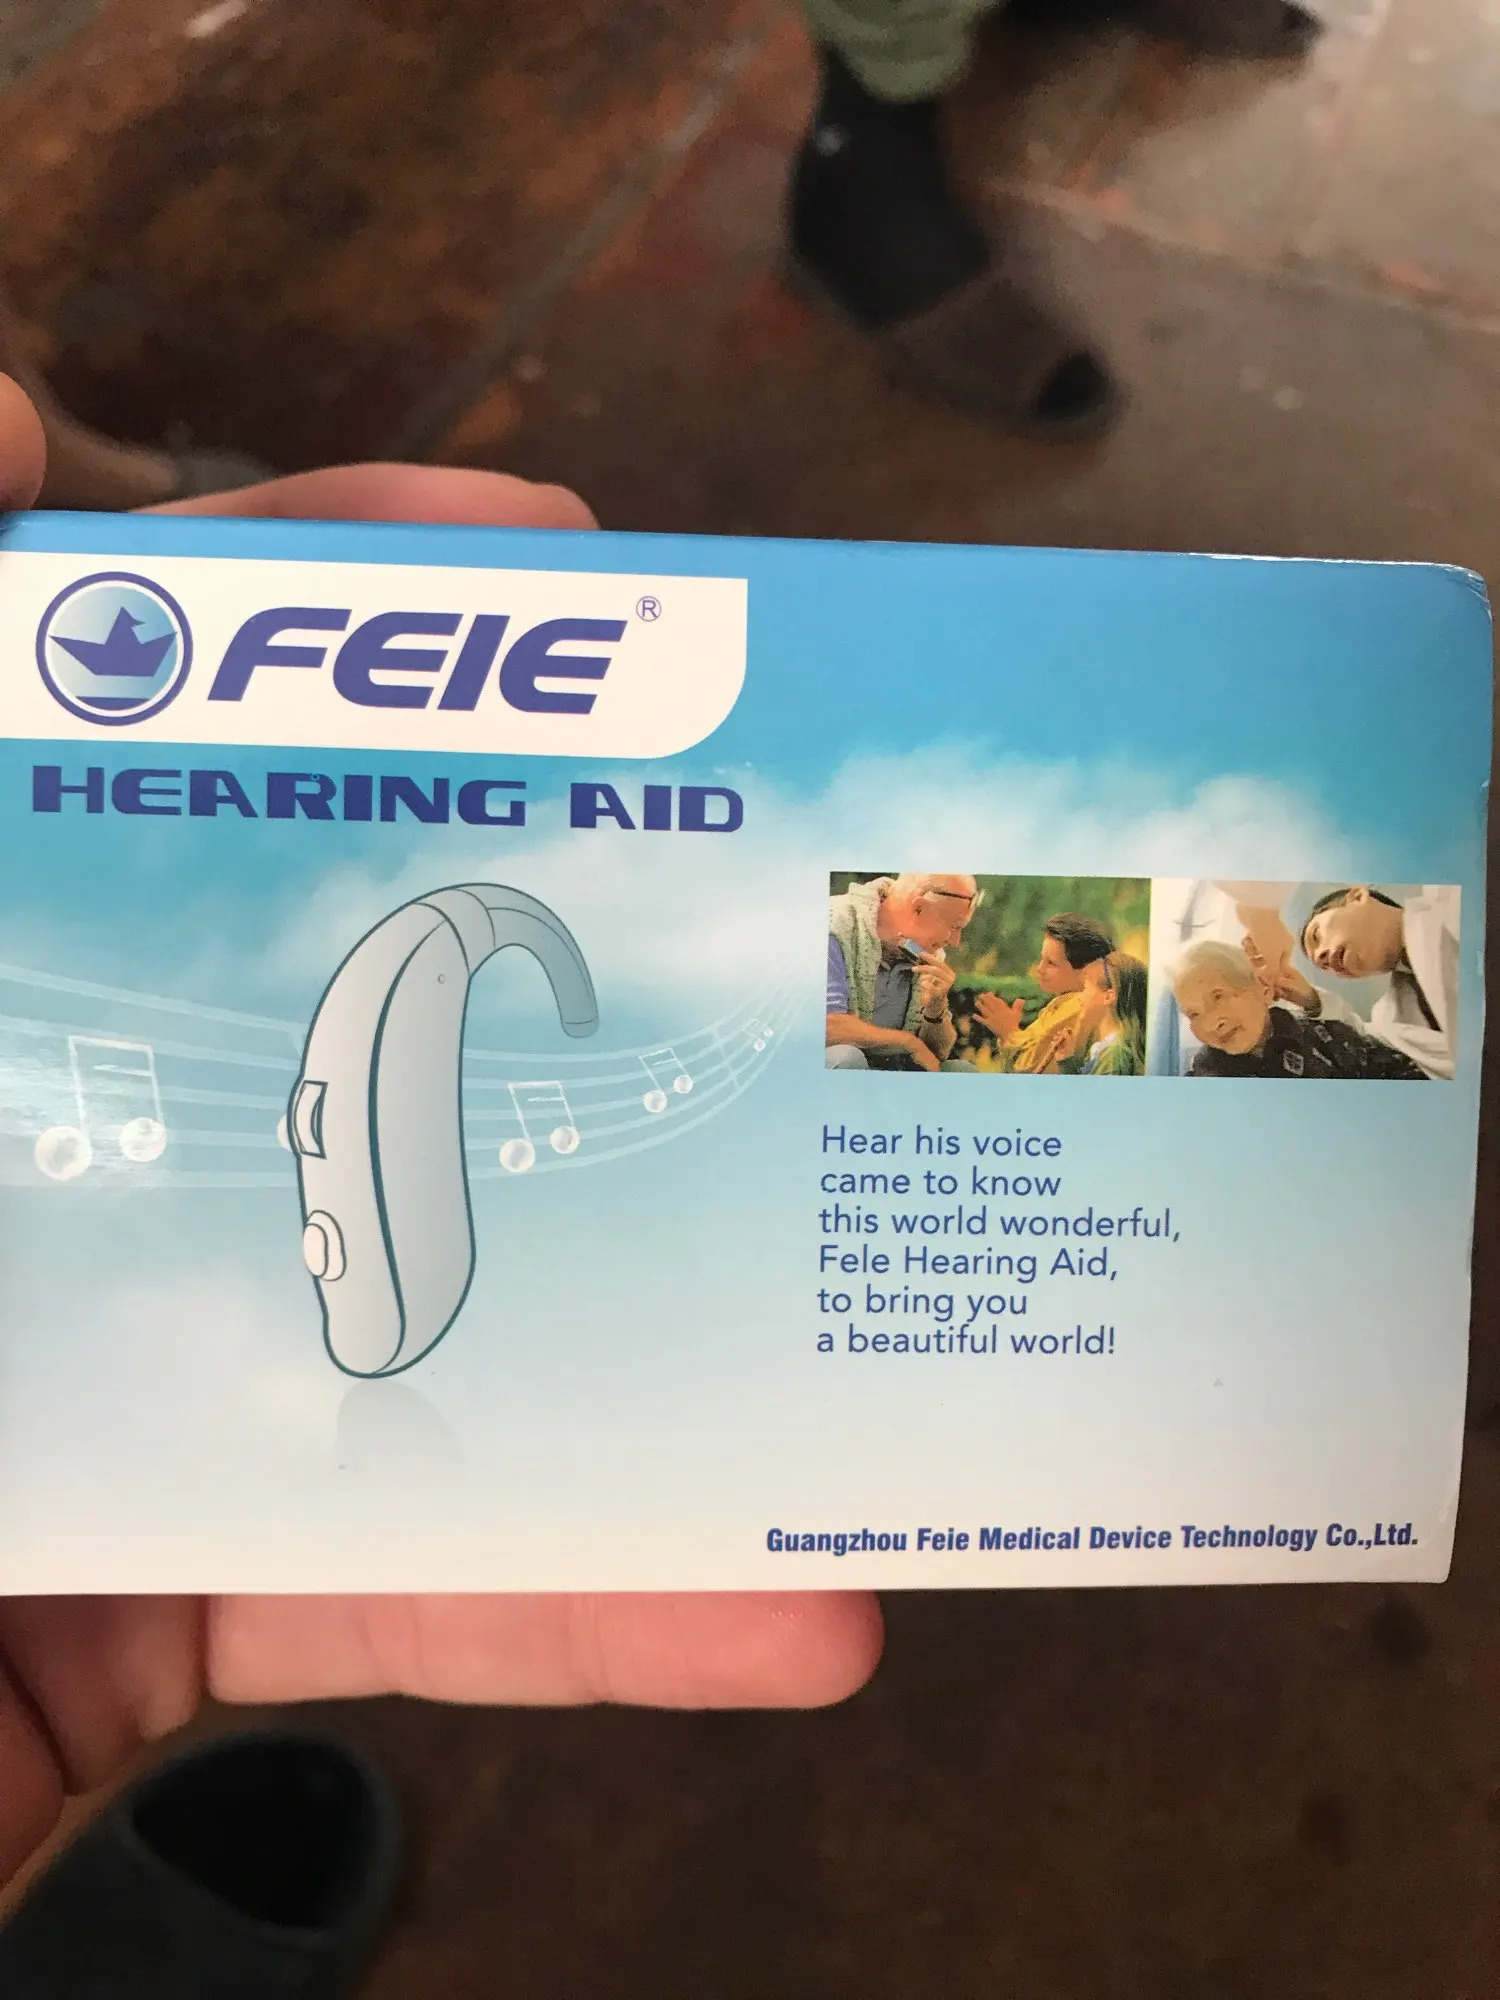 FEIE®
HEARING AID
Hear his voice
came to know
this world wonderful,
Fele Hearing Aid,
to bring you
a beautiful world!
Guangzhou Feie Medical Device Technology Co.,Ltd.